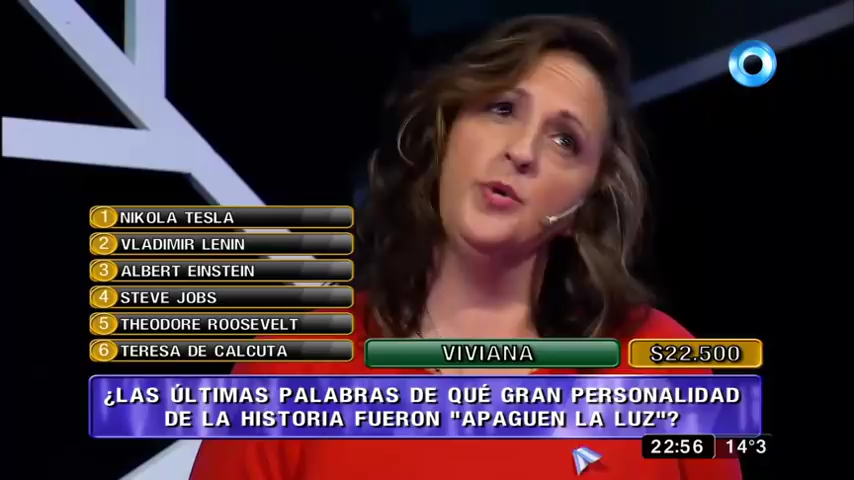 1 NIKOLA TESLA
2 VLADIMIR LENIN
3 ALBERT EINSTEIN
4 STEVE JOBS
5 THEODORE ROOSEVELT
6 TERESA DE CALCUTA
VIVIANA
$22.500
¿LAS ÚLTIMAS PALABRAS DE QUÉ GRAN PERSONALIDAD
DE LA HISTORIA FUERON "APAGUEN LA LUZ"?
22:56 14°3